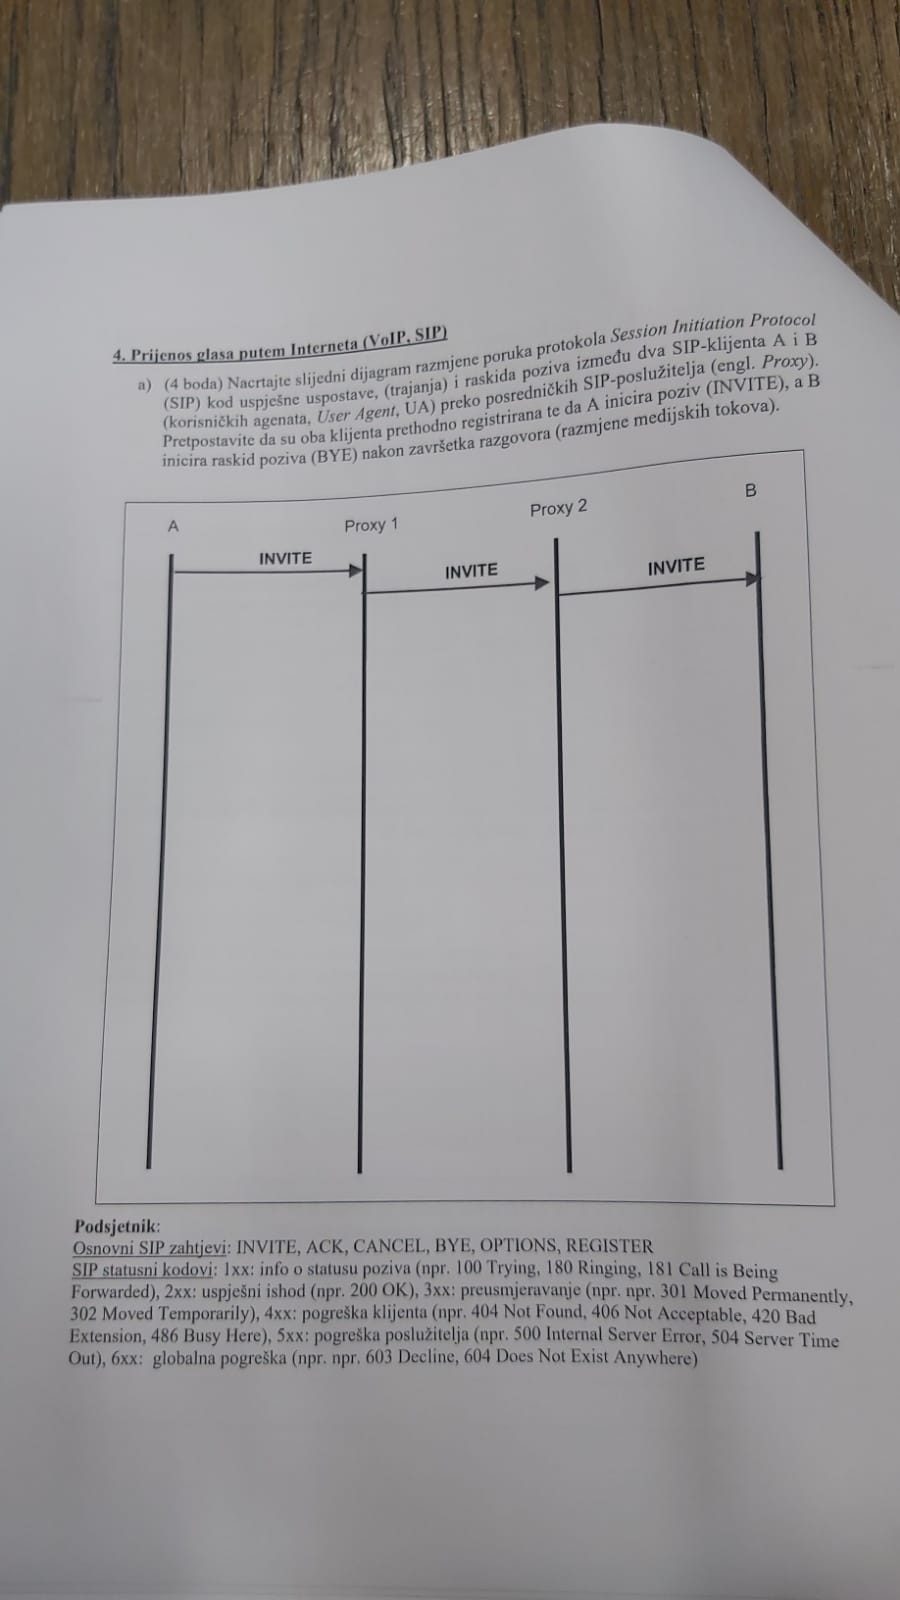 4. Prijenos glasa putem Interneta (VoIP, SIP)
a) (4 boda) Nacrtajte slijedni dijagram razmjene poruka protokola Session Initiation Protocol
(SIP) kod uspješne uspostave, (trajanja) i raskida poziva između dva SIP-klijenta A i B
(korisničkih agenata, User Agent, UA) preko posredničkih SIP-poslužitelja (engl. Proxy).
Pretpostavite da su oba klijenta prethodno registrirana te da A inicira poziv (INVITE), a B
inicira raskid poziva (BYE) nakon završetka razgovora (razmjene medijskih tokova).
A Proxy 1 Proxy 2 B
INVITE INVITE INVITE
Podsjetnik:
Osnovni SIP zahtjevi: INVITE, ACK, CANCEL, BYE, OPTIONS, REGISTER
SIP statusni kodovi: 1xx: info o statusu poziva (npr. 100 Trying, 180 Ringing, 181 Call is Being
Forwarded), 2xx: uspješni ishod (npr. 200 OK), 3xx: preusmjeravanje (npr. npr. 301 Moved Permanently,
302 Moved Temporarily), 4xx: pogreška klijenta (npr. 404 Not Found, 406 Not Acceptable, 420 Bad
Extension, 486 Busy Here), 5xx: pogreška poslužitelja (npr. 500 Internal Server Error, 504 Server Time
Out), 6xx: globalna pogreška (npr. npr. 603 Decline, 604 Does Not Exist Anywhere)